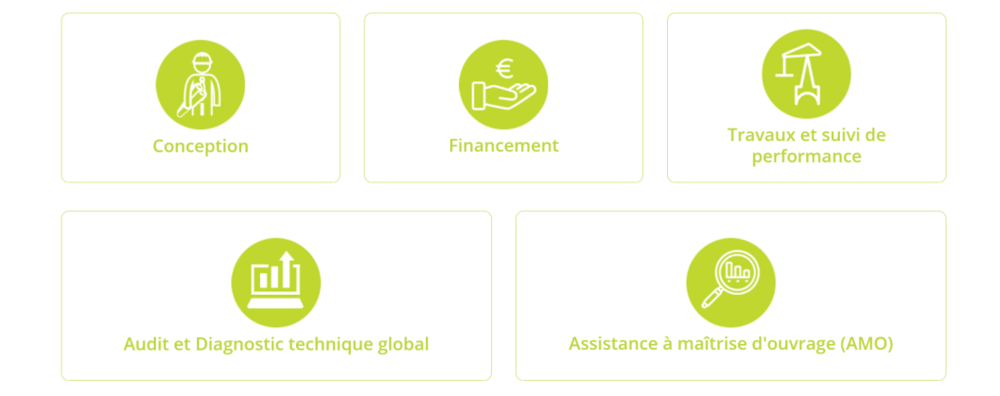 Conception
Financement
Travaux et suivi de
performance
Audit et Diagnostic technique global
Assistance à maîtrise d'ouvrage (AMO)